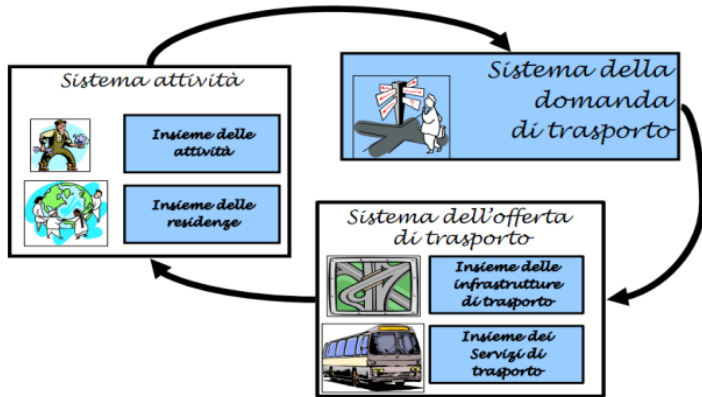 Sistema attività
Insieme delle
attività
Insieme delle
residenze
Sistema della
domanda
di trasporto
Sistema dell'offerta
di trasporto
Insieme delle
infrastrutture
di trasporto
Insieme dei
Servizi di
trasporto